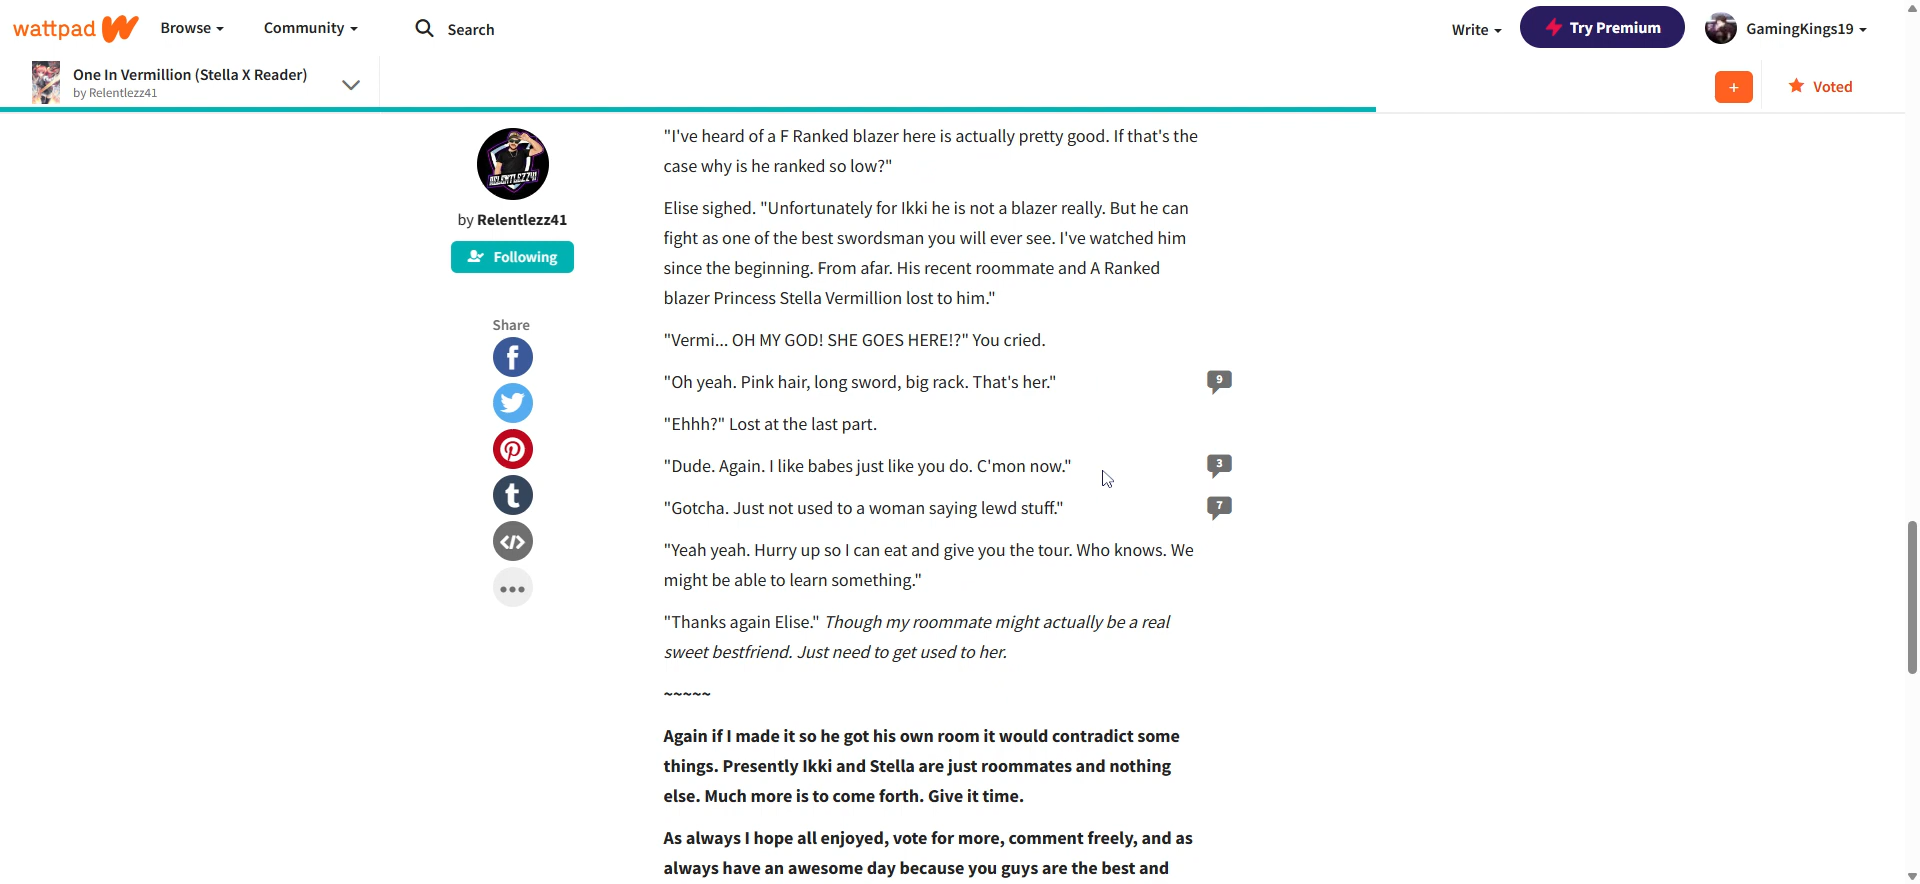 wattpad
Browse
Community
Search
Write
Try Premium
GamingKings19
One In Vermillion (Stella X Reader)
by Relentlezz41
+
Voted
RELENTLEZZ41
by Relentlezz41
Following
Share
"I've heard of a F Ranked blazer here is actually pretty good. If that's the
case why is he ranked so low?"
Elise sighed. "Unfortunately for Ikki he is not a blazer really. But he can
fight as one of the best swordsman you will ever see. I've watched him
since the beginning. From afar. His recent roommate and A Ranked
blazer Princess Stella Vermillion lost to him."
"Vermi... OH MY GOD! SHE GOES HERE!?" You cried.
"Oh yeah. Pink hair, long sword, big rack. That's her."
9
"Ehhh?" Lost at the last part.
"Dude. Again. I like babes just like you do. C'mon now."
3
"Gotcha. Just not used to a woman saying lewd stuff."
7
"Yeah yeah. Hurry up so I can eat and give you the tour. Who knows. We
might be able to learn something."
"Thanks again Elise." Though my roommate might actually be a real
sweet bestfriend. Just need to get used to her.
~~~~~
Again if I made it so he got his own room it would contradict some
things. Presently Ikki and Stella are just roommates and nothing
else. Much more is to come forth. Give it time.
As always I hope all enjoyed, vote for more, comment freely, and as
always have an awesome day because you guys are the best and